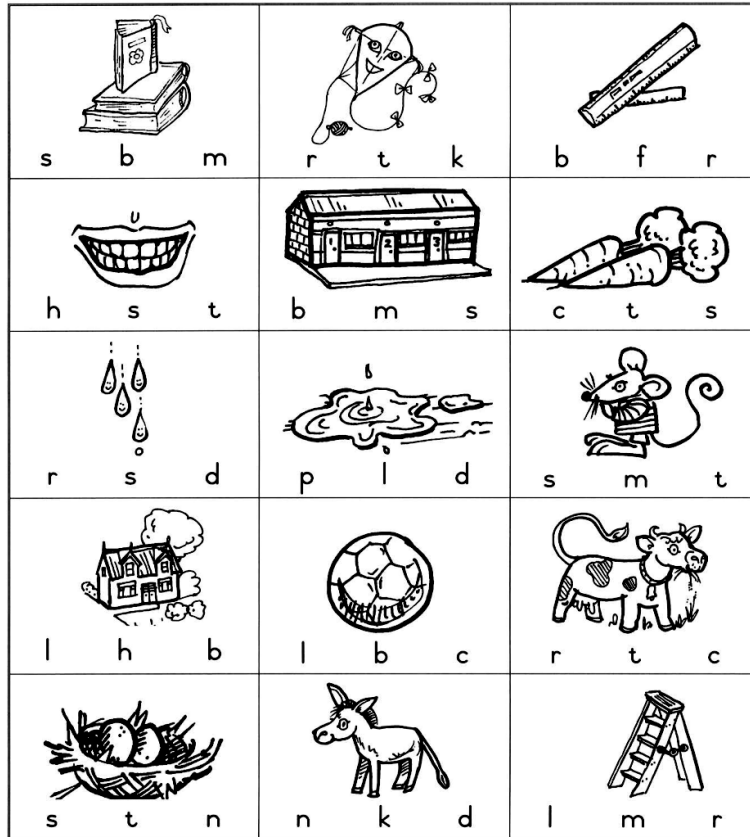 s b m
r t k
b f r
h s t
b m s
c t s
r s d
p l d
s m t
l h b
l b c
r t c
s t n
n k d
l m r